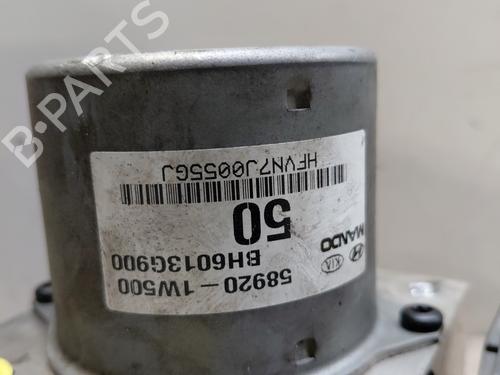 58920-1W500
BH6013G900
50
HFVN7J0055GJ
KIA
MANDO
B-PARTS